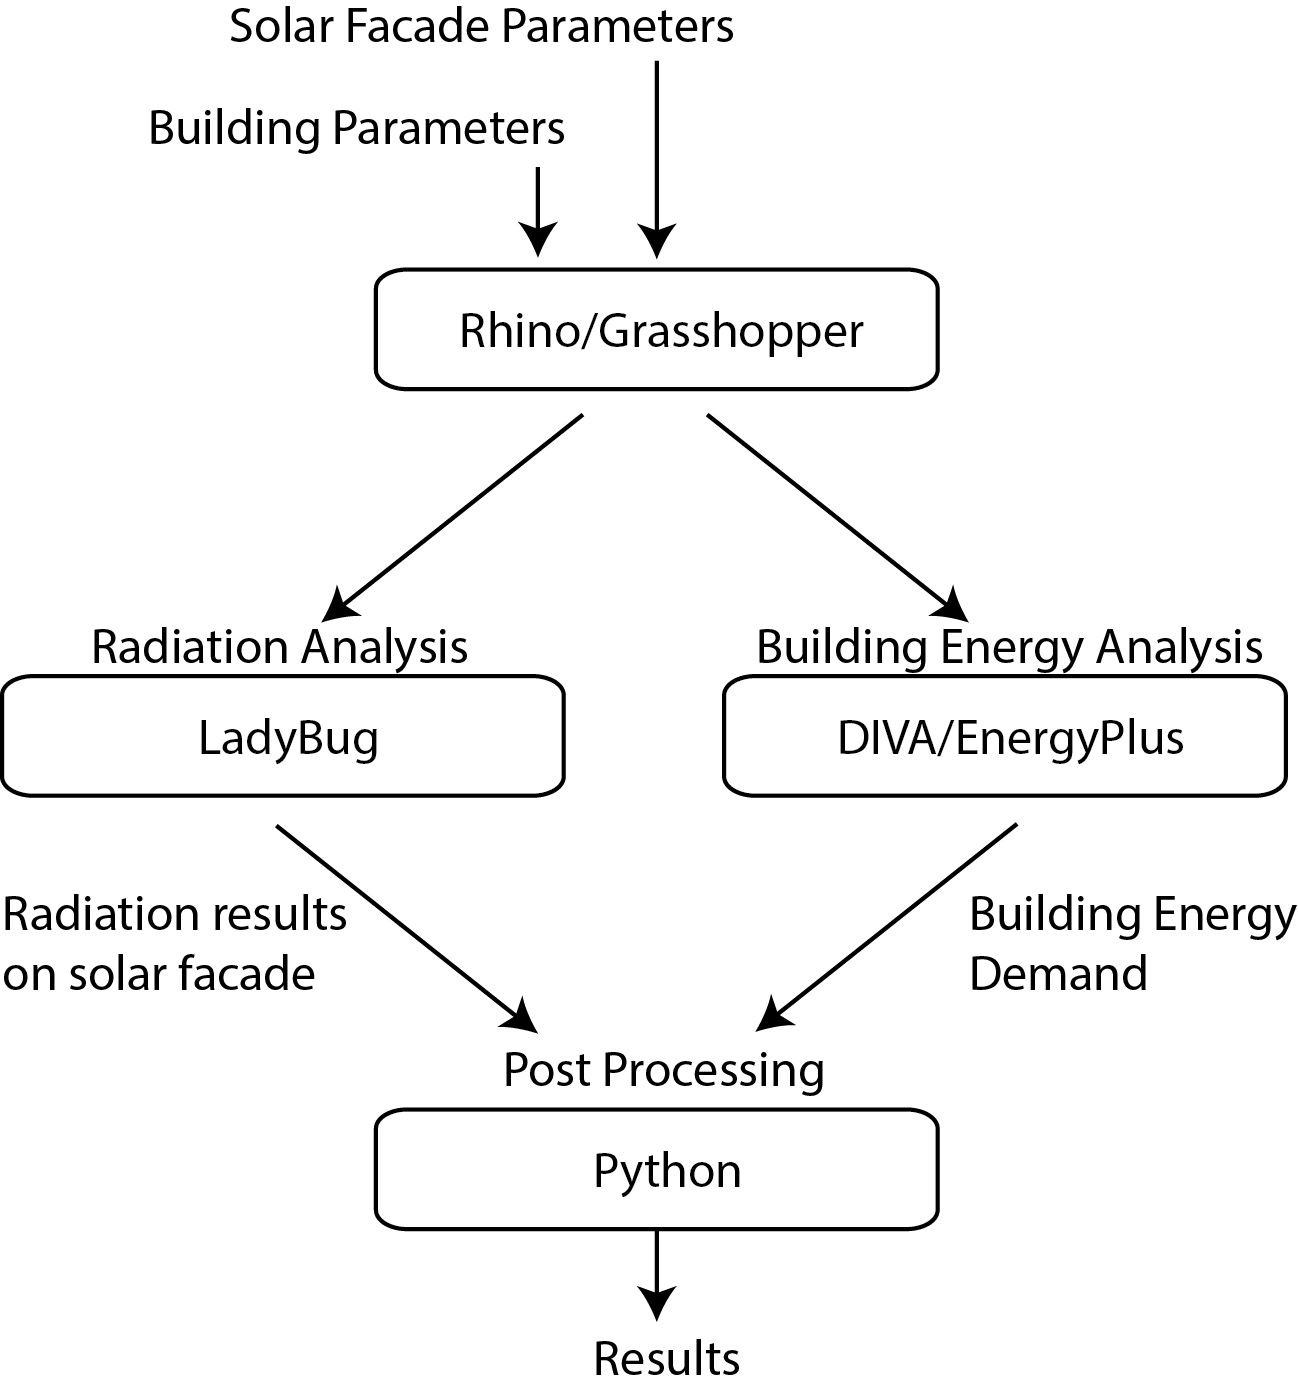 Solar Facade Parameters
Building Parameters
Rhino/Grasshopper
Radiation Analysis
LadyBug
Building Energy Analysis
DIVA/EnergyPlus
Radiation results
on solar facade
Building Energy
Demand
Post Processing
Python
Results